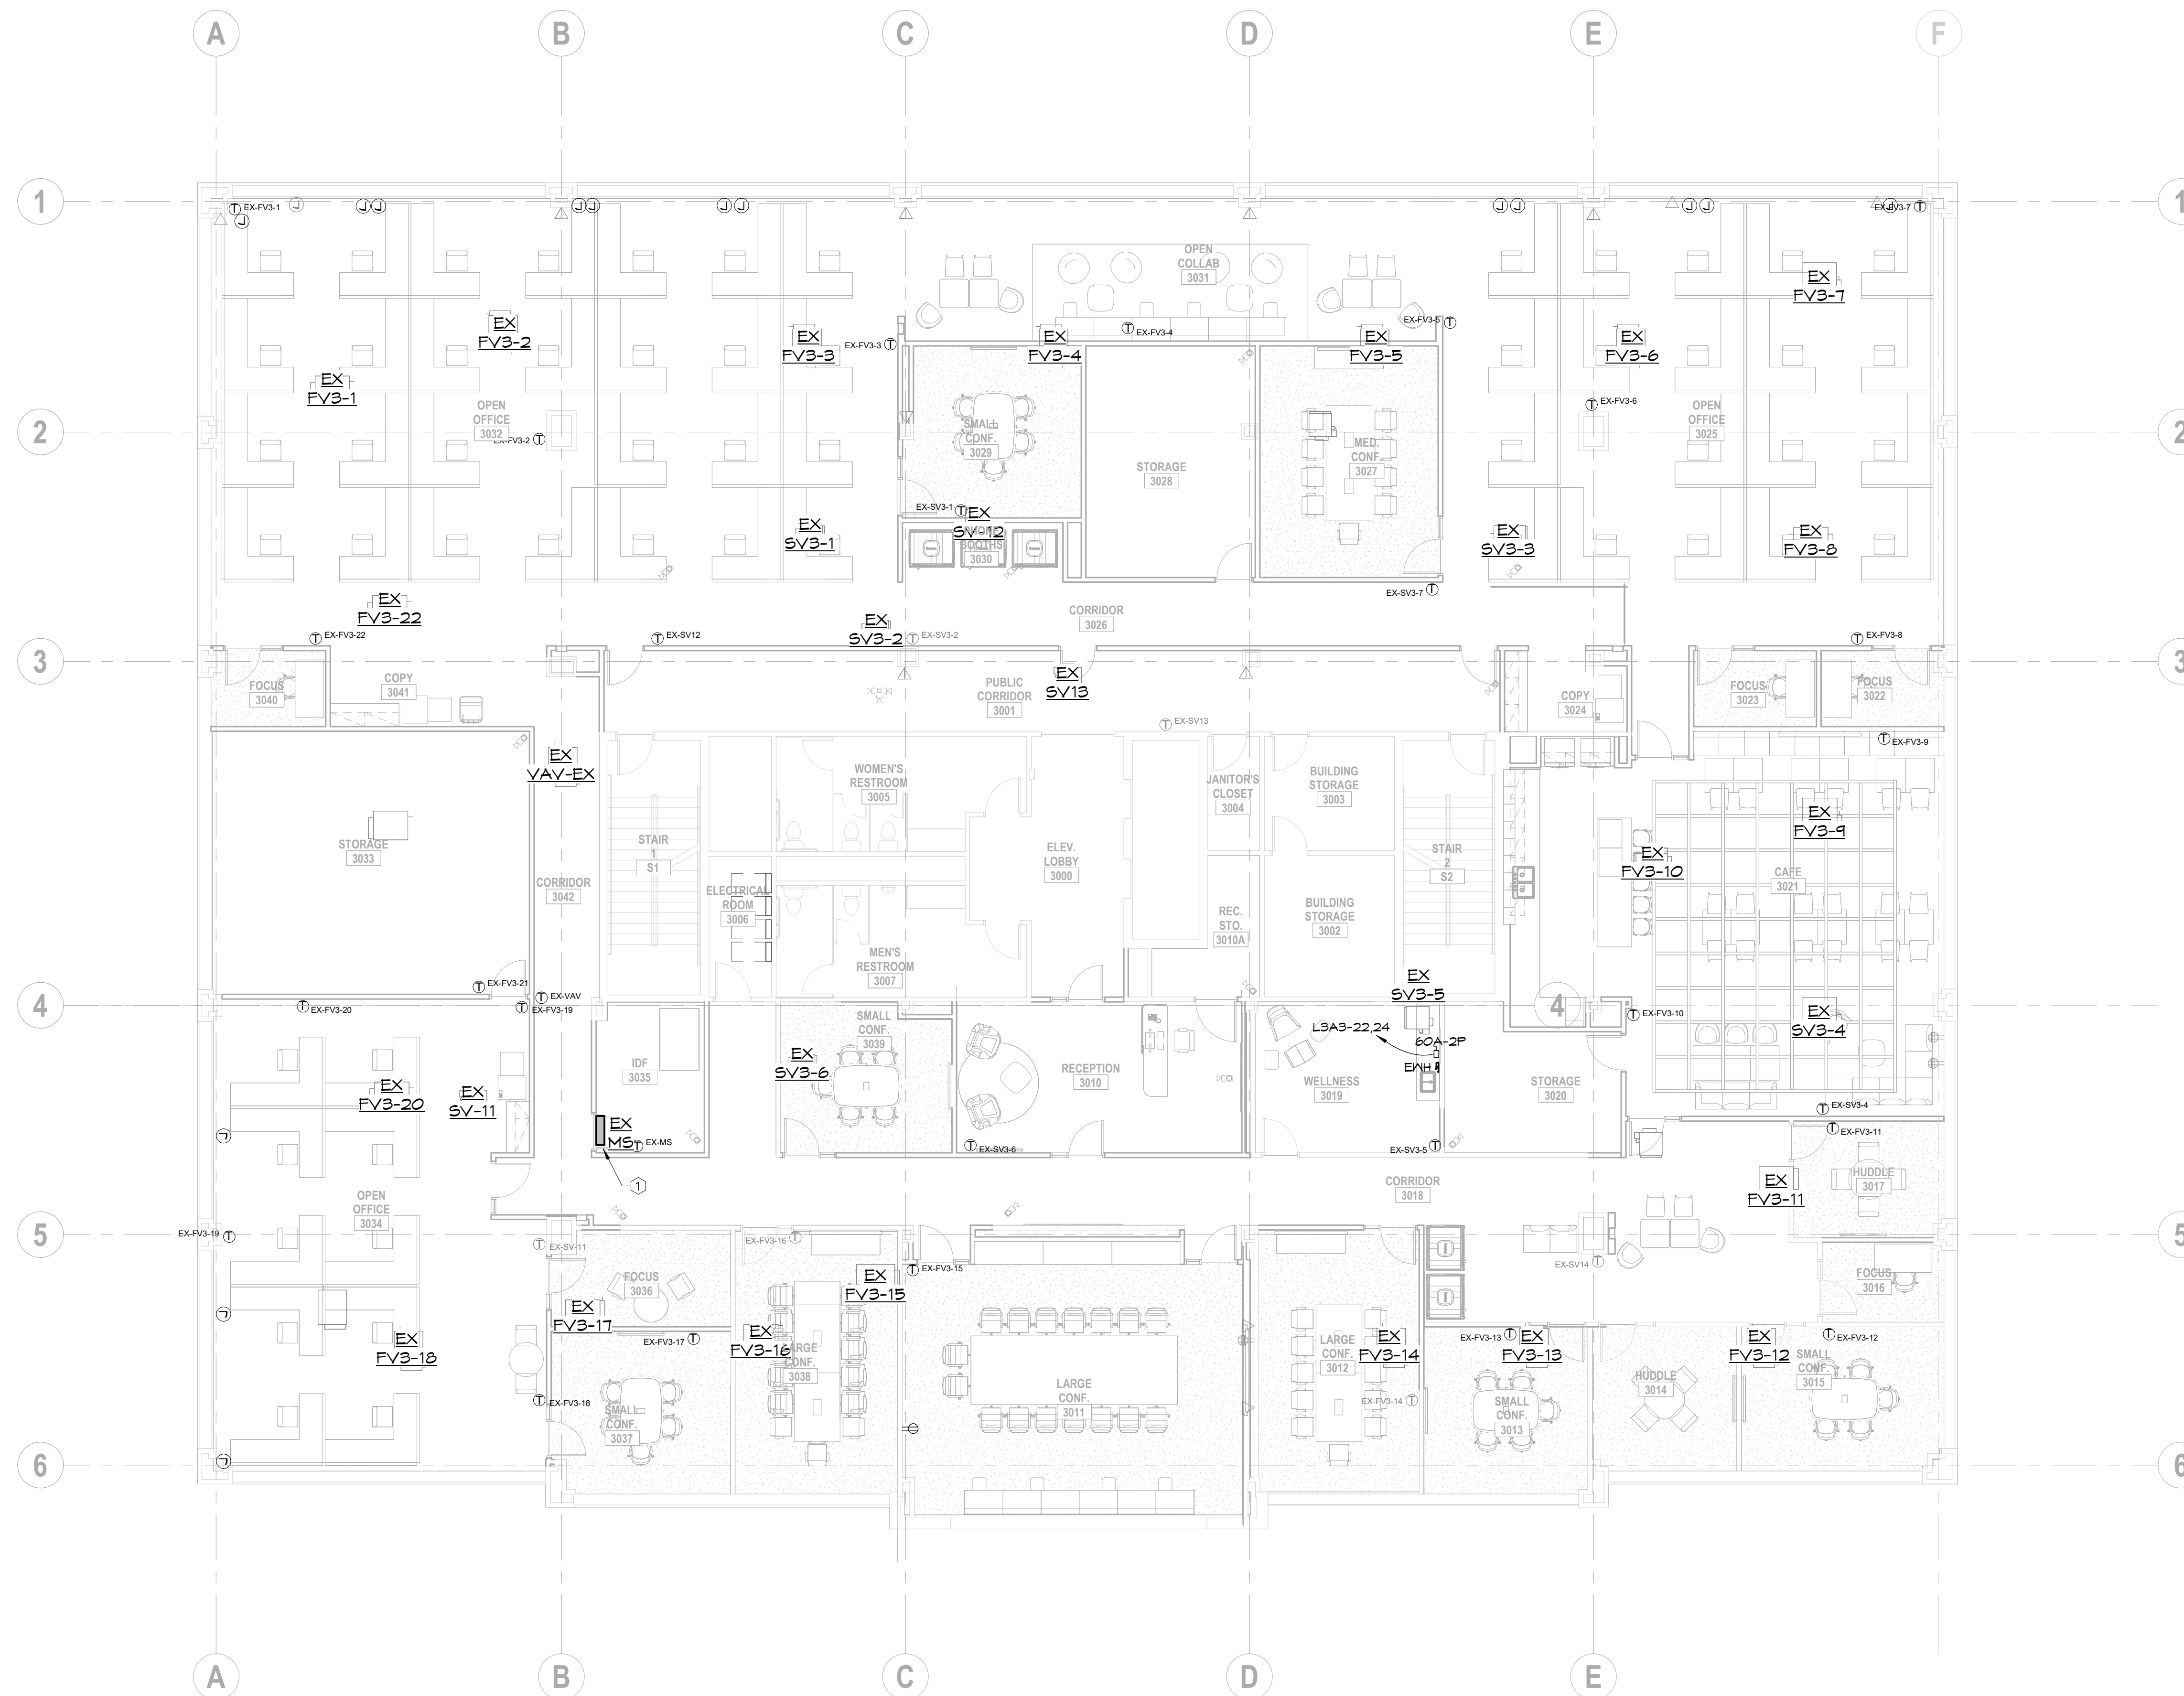 A
B
C
D
E
F
1
1
EX-FV3-1
EX-FV3-7
OPEN
COLLAB
3031
EX
FV3-7
EX
FV3-2
EX
FV3-3
EX-FV3-3
EX
FV3-4
EX-FV3-4
EX
FV3-5
EX-FV3-5
EX
FV3-6
EX
FV3-1
OPEN
OFFICE
3032
EX-FV3-2
EX-FV3-6
OPEN
OFFICE
3025
2
2
SMALL
CONF.
3029
MED.
CONF.
3027
STORAGE
3028
EX-SV3-1
EX
SV-12
PHONE
BOOTHS
3030
EX
SV3-1
EX
SV3-3
EX
FV3-8
EX-SV3-7
EX
FV3-22
EX-FV3-22
EX-SV12
EX
SV3-2
EX-SV3-2
CORRIDOR
3026
EX-FV3-8
3
3
FOCUS
3040
COPY
3041
PUBLIC
CORRIDOR
3001
EX
SV13
EX-SV13
COPY
3024
FOCUS
3023
FOCUS
3022
EX-FV3-9
EX
VAV-EX
WOMEN'S
RESTROOM
3005
JANITOR'S
CLOSET
3004
BUILDING
STORAGE
3003
EX
FV3-9
STORAGE
3033
STAIR
1
S1
ELEV.
LOBBY
3000
STAIR
2
S2
EX
FV3-10
CAFE
3021
CORRIDOR
3042
ELECTRICAL
ROOM
3006
REC.
STO.
3010A
BUILDING
STORAGE
3002
MEN'S
RESTROOM
3007
EX
SV3-5
EX-FV3-21
EX-VAV
EX-FV3-20
EX-FV3-19
4
4
4
EX-FV3-10
EX
SV3-4
SMALL
CONF.
3039
L3A3-22,24
60A-2P
EWH
IDF
3035
EX
SV3-6
RECEPTION
3010
WELLNESS
3019
STORAGE
3020
EX
FV3-20
EX
SV-11
EX
MS
EX-MS
1
EX-SV3-6
EX-SV3-5
EX-SV3-4
EX-FV3-11
CORRIDOR
3018
EX
FV3-11
HUDDLE
3017
OPEN
OFFICE
3034
5
5
EX-FV3-19
EX-SV-11
EX-FV3-16
EX-FV3-15
EX-SV14
FOCUS
3036
EX
FV3-15
FOCUS
3016
EX
FV3-17
EX-FV3-17
EX
FV3-16
LARGE
CONF.
3038
EX
FV3-18
EX-FV3-18
LARGE
CONF.
3011
LARGE
CONF.
3012
EX
FV3-14
EX-FV3-14
EX-FV3-13
EX
FV3-13
EX
FV3-12
EX-FV3-12
SMALL
CONF.
3015
HUDDLE
3014
SMALL
CONF.
3013
SMALL
CONF.
3037
6
6
A
B
C
D
E